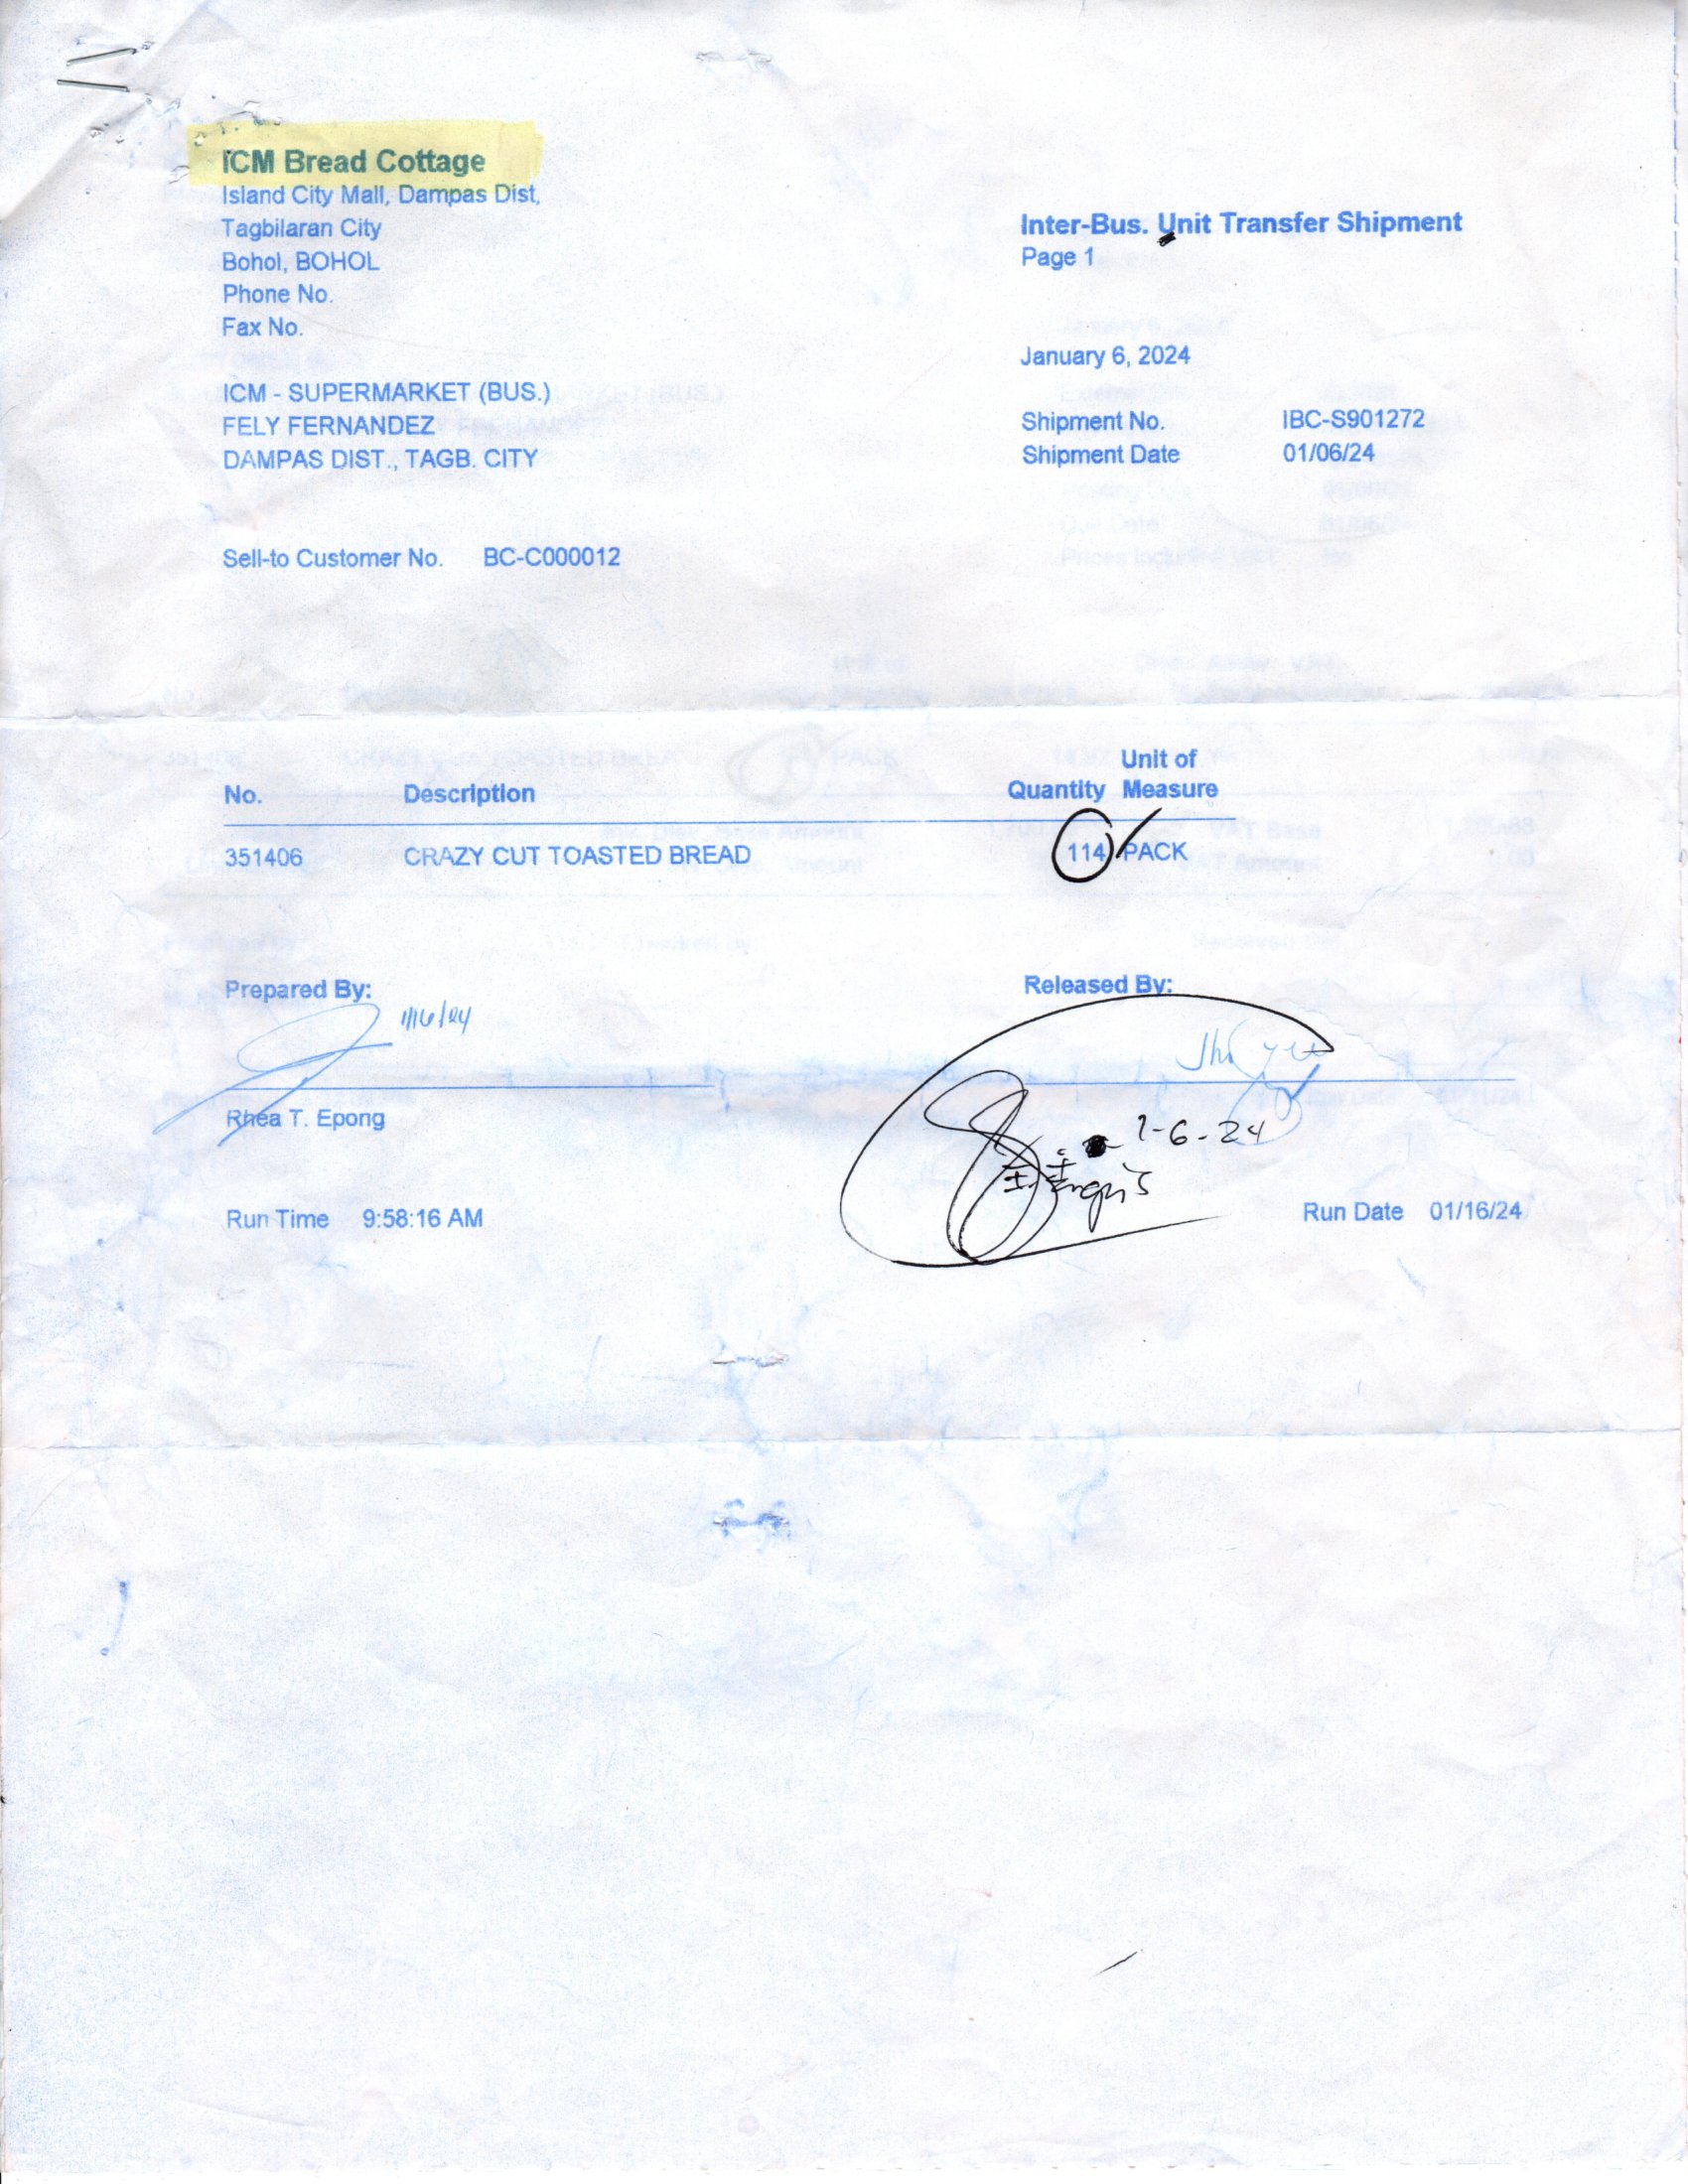 ICM Bread Cottage
Island City Mall, Dampas Dist,
Tagbilaran City
Bohol, BOHOL
Phone No.
Fax No.
Inter-Bus. Unit Transfer Shipment
Page 1
January 6, 2024
ICM - SUPERMARKET (BUS.)
FELY FERNANDEZ
DAMPAS DIST., TAGB. CITY
Shipment No. IBC-S901272
Shipment Date 01/06/24
Sell-to Customer No. BC-C000012
No. Description Quantity Unit of Measure
351406 CRAZY CUT TOASTED BREAD 114 PACK
Prepared By: Released By:
1/16/24
Rhea T. Epong
1-6-24
Run Time 9:58:16 AM Run Date 01/16/24